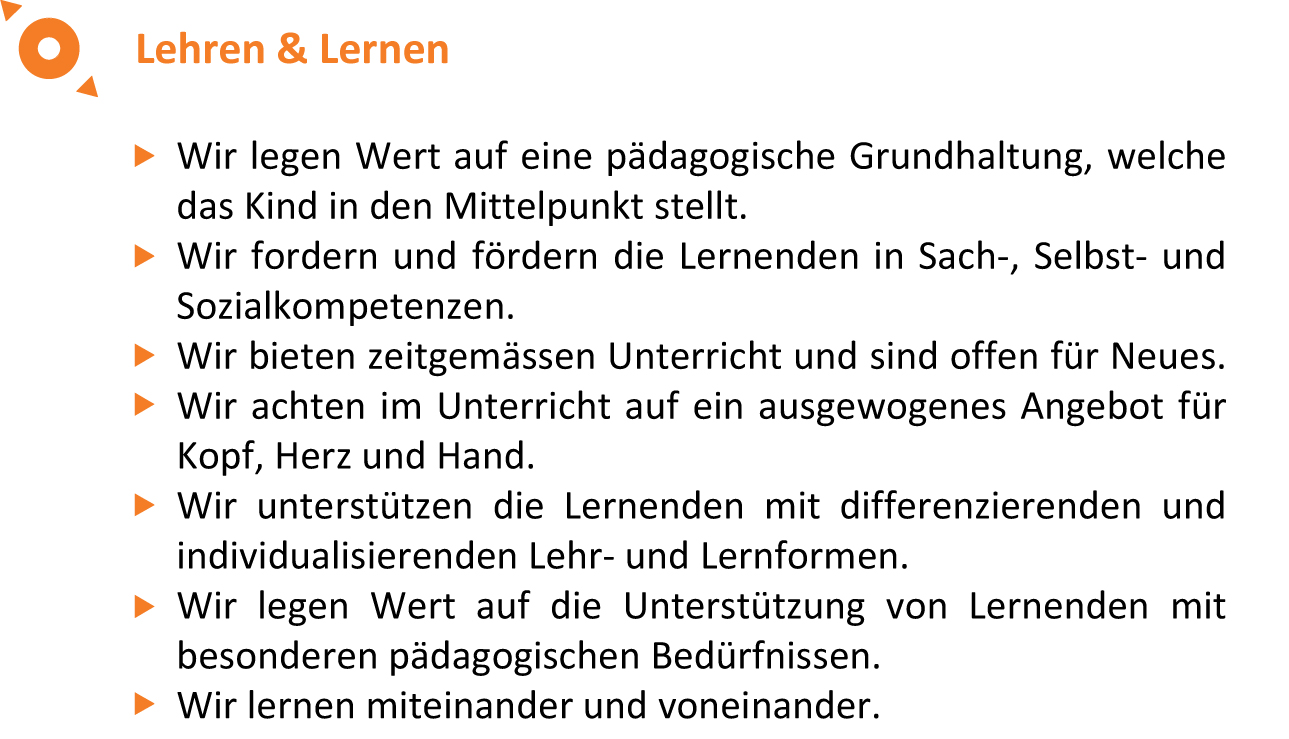 Lehren & Lernen
Wir legen Wert auf eine pädagogische Grundhaltung, welche
das Kind in den Mittelpunkt stellt.
Wir fordern und fördern die Lernenden in Sach-, Selbst- und
Sozialkompetenzen.
Wir bieten zeitgemässen Unterricht und sind offen für Neues.
Wir achten im Unterricht auf ein ausgewogenes Angebot für
Kopf, Herz und Hand.
Wir unterstützen die Lernenden mit differenzierenden und
individualisierenden Lehr- und Lernformen.
Wir legen Wert auf die Unterstützung von Lernenden mit
besonderen pädagogischen Bedürfnissen.
Wir lernen miteinander und voneinander.